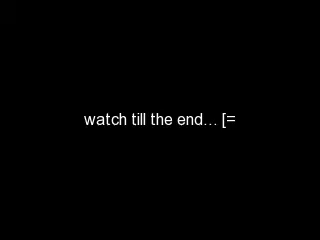 watch till the end... [=